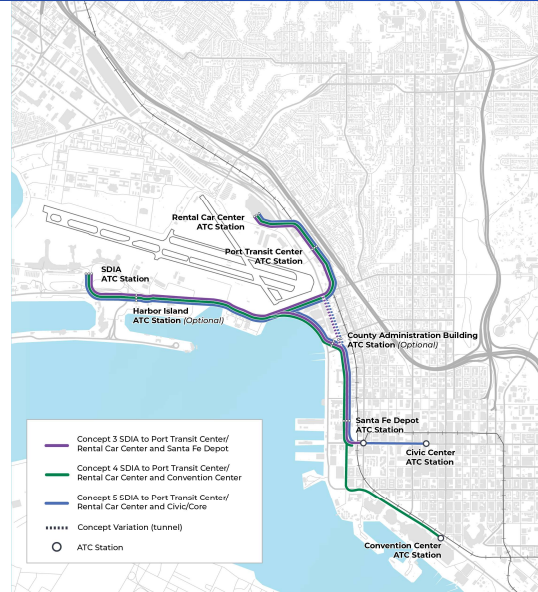 Rental Car Center
ATC Station
Port Transit Center
ATC Station
SDIA
ATC Station
Harbor Island
ATC Station (Optional)
County Administration Building
ATC Station (Optional)
Santa Fe Depot
ATC Station
Civic Center
ATC Station
Convention Center
ATC Station
Concept 3 SDIA to Port Transit Center/
Rental Car Center and Santa Fe Depot
Concept 4 SDIA to Port Transit Center/
Rental Car Center and Convention Center
Concept 5 SDIA to Port Transit Center/
Rental Car Center and Civic/Core
Concept Variation (tunnel)
ATC Station